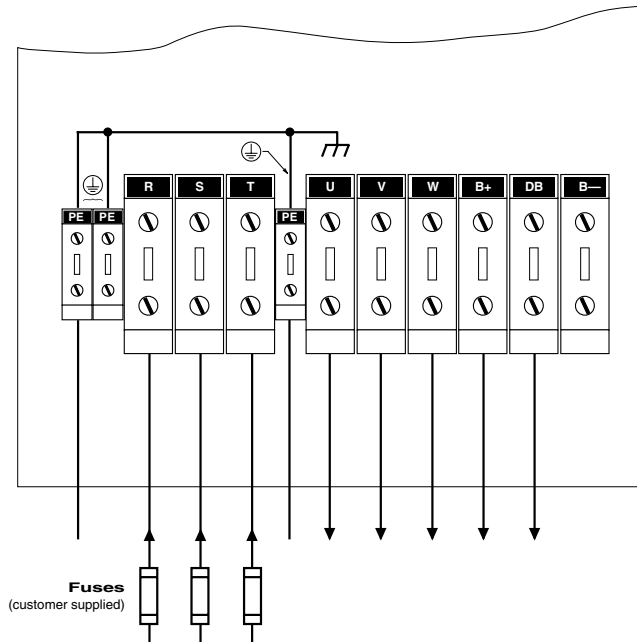 R S T U V W B+ DB B—
PE PE PE
Fuses
(customer supplied)